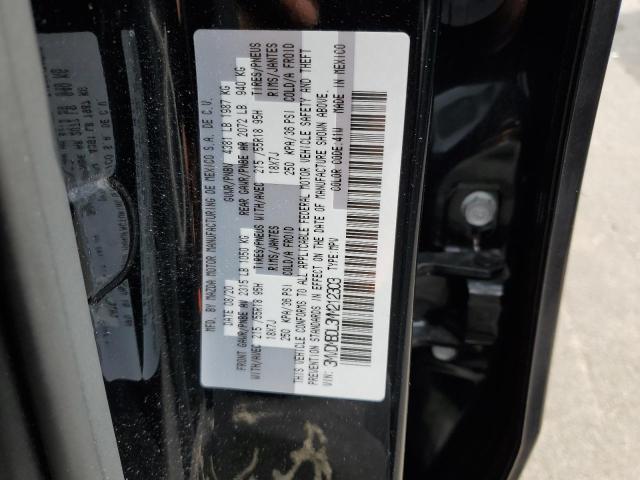 MFG. BY MAZDA MOTOR MANUFACTURING DE MEXICO S.A. DE C.V.
DATE 08/20 GVWR/PNBV 4387 LB 1987 KG
FRONT GAWR/PNBE AV 2315 LB 1050 KG REAR GAWR/PNBE AR 2072 LB 940 KG
WITH/AVEC 215 /55R18 95H TIRES/PNEUS WITH/AVEC 215 /55R18 95H TIRES/PNEUS
18X7J RIMS/JANTES 18X7J RIMS/JANTES
250 KPA/36 PSI COLD/A FROID 250 KPA/36 PSI COLD/A FROID
THIS VEHICLE CONFORMS TO ALL APPLICABLE FEDERAL MOTOR VEHICLE SAFETY AND THEFT
PREVENTION STANDARDS IN EFFECT ON THE DATE OF MANUFACTURE SHOWN ABOVE.
TYPE:MPV COLOR CODE:41W MADE IN MEXICO